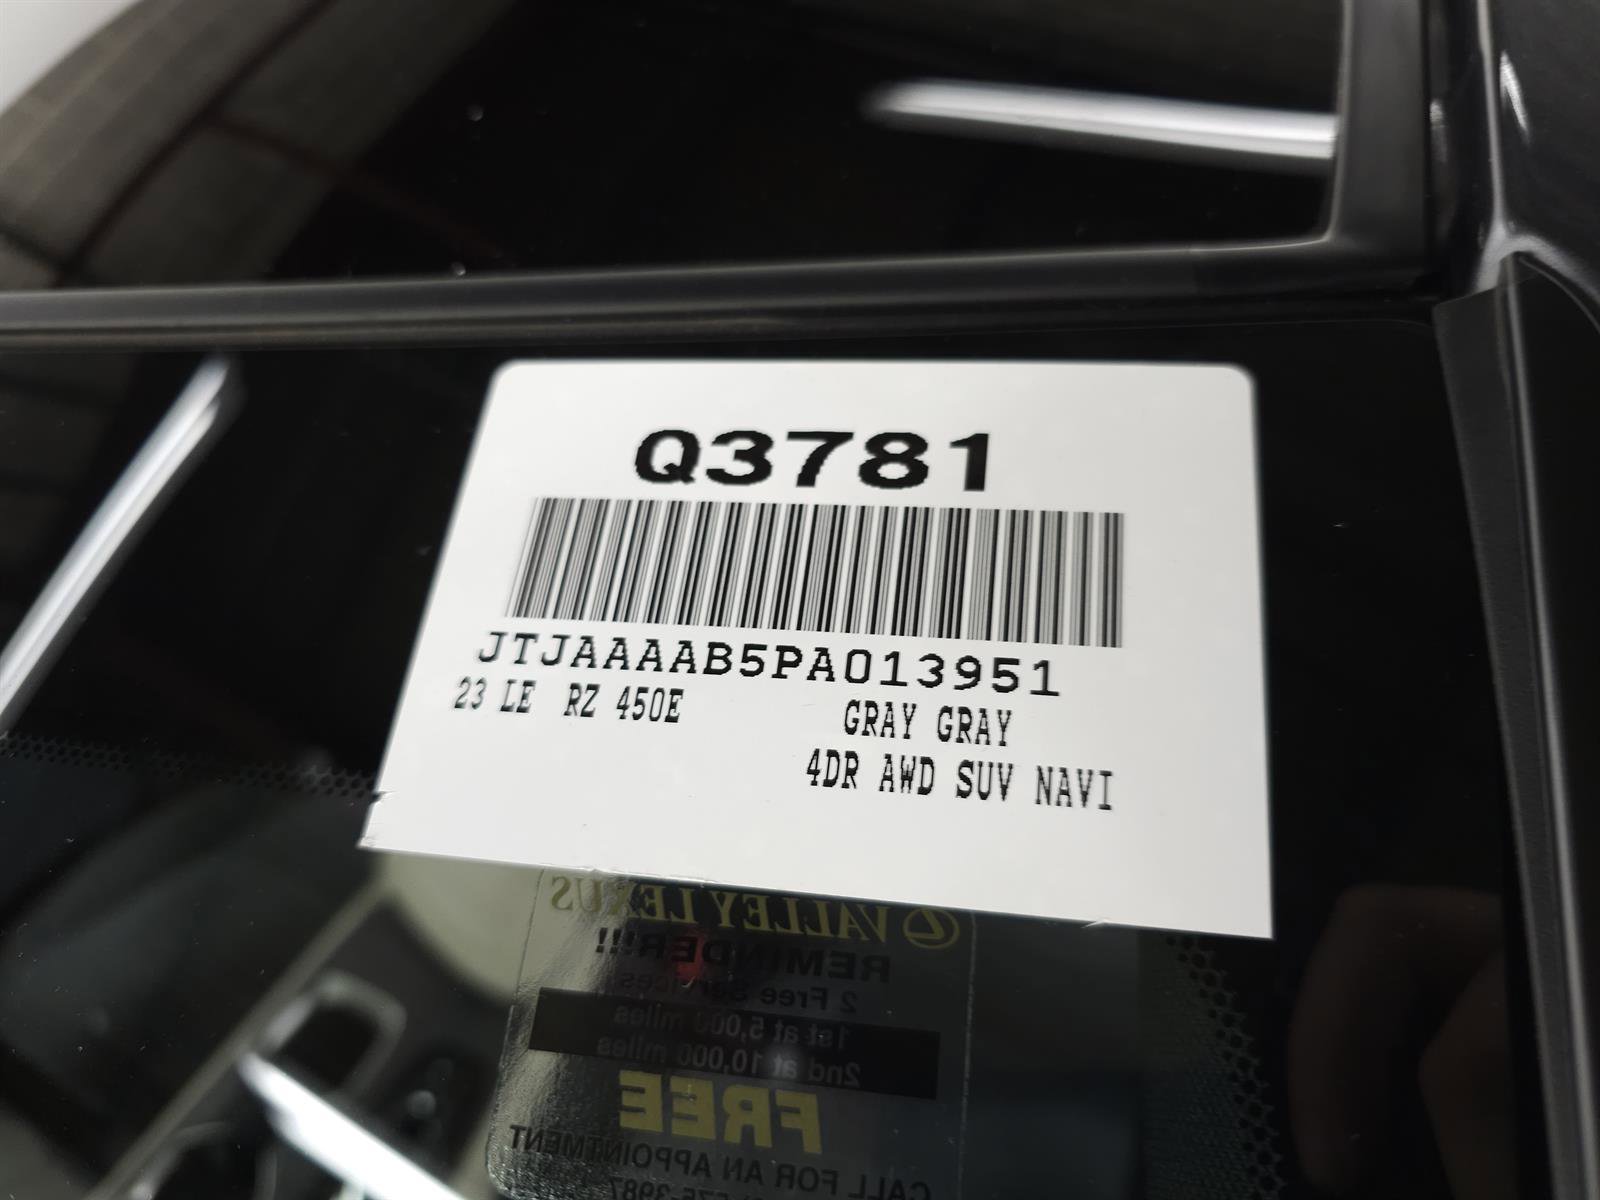 Q3781
JTJAAAAB5PA013951
23 LE RZ 450E
GRAY GRAY
4DR AWD SUV NAVI
VALLEY LEXUS
REMINDER!!!
2 Free Services
1st at 5,000 miles
2nd at 10,000 miles
FREE
CALL FOR AN APPOINTMENT